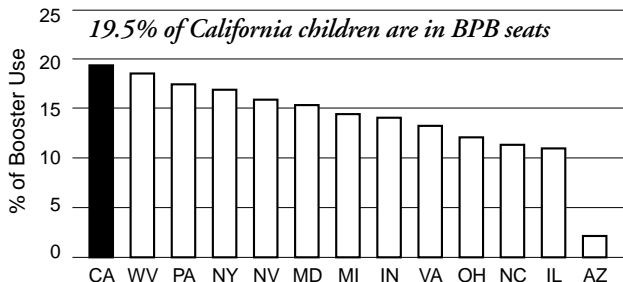 25
19.5% of California children are in BPB seats
20
15
10
5
0
% of Booster Use
CA WV PA NY NV MD MI IN VA OH NC IL AZ